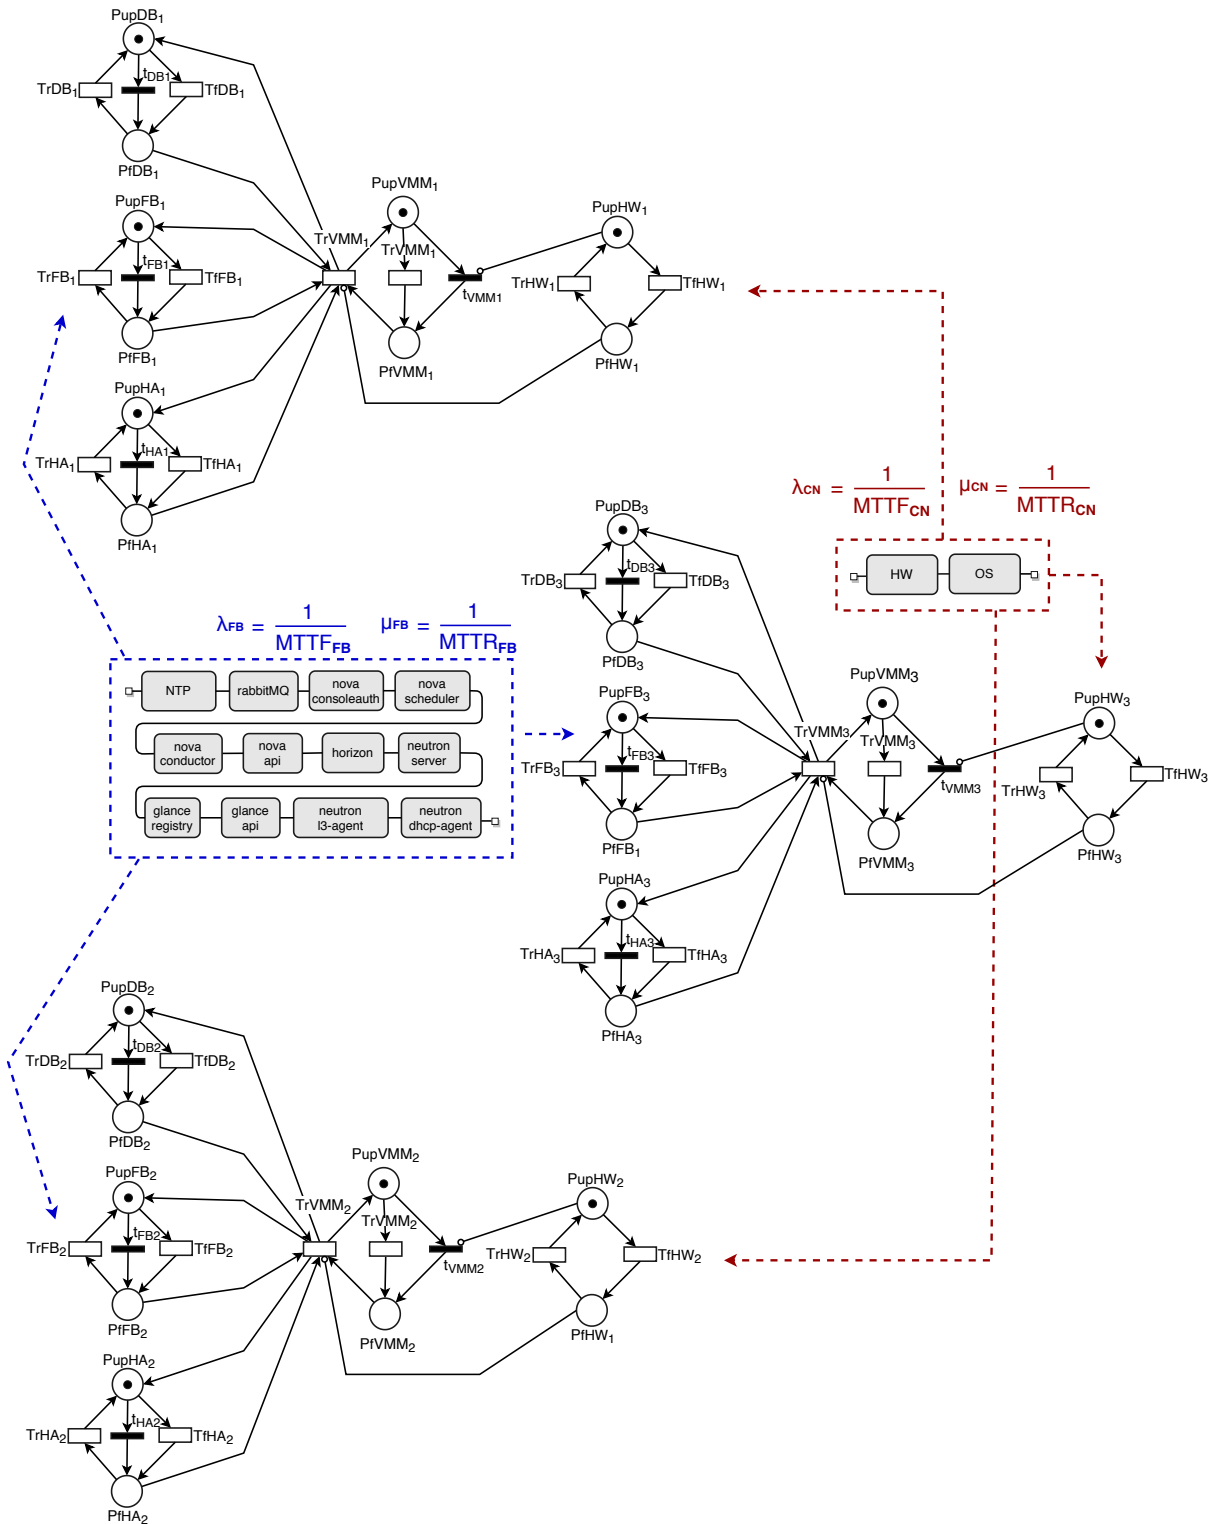 PupDB1
tDB1
TrDB1
TfDB1
PfDB1
PupFB1
tFB1
TrFB1
TfFB1
PfFB1
PupHA1
tHA1
TrHA1
TfHA1
PfHA1
PupVMM1
TrVMM1
TrVMM1
tVMM1
PfVMM1
PupHW1
TrHW1
TfHW1
PfHW1
λCN = 1/MTTFCN
μCN = 1/MTTRCN
HW
OS
PupDB3
tDB3
TrDB3
TfDB3
PfDB3
PupFB3
tFB3
TrFB3
TfFB3
PfFB1
PupHA3
tHA3
TrHA3
TfHA3
PfHA3
PupVMM3
TrVMM3
TrVMM3
tVMM3
PfVMM3
PupHW3
TrHW3
TfHW3
PfHW3
λFB = 1/MTTFFB
μFB = 1/MTTRFB
NTP
rabbitMQ
nova
consoleauth
nova
scheduler
nova
conductor
nova
api
horizon
neutron
server
glance
registry
glance
api
neutron
l3-agent
neutron
dhcp-agent
PupDB2
tDB2
TrDB2
TfDB2
PfDB2
PupFB2
tFB2
TrFB2
TfFB2
PfFB2
PupHA2
tHA2
TrHA2
TfHA2
PfHA2
PupVMM2
TrVMM2
TrVMM2
tVMM2
PfVMM2
PupHW2
TrHW2
TfHW2
PfHW1